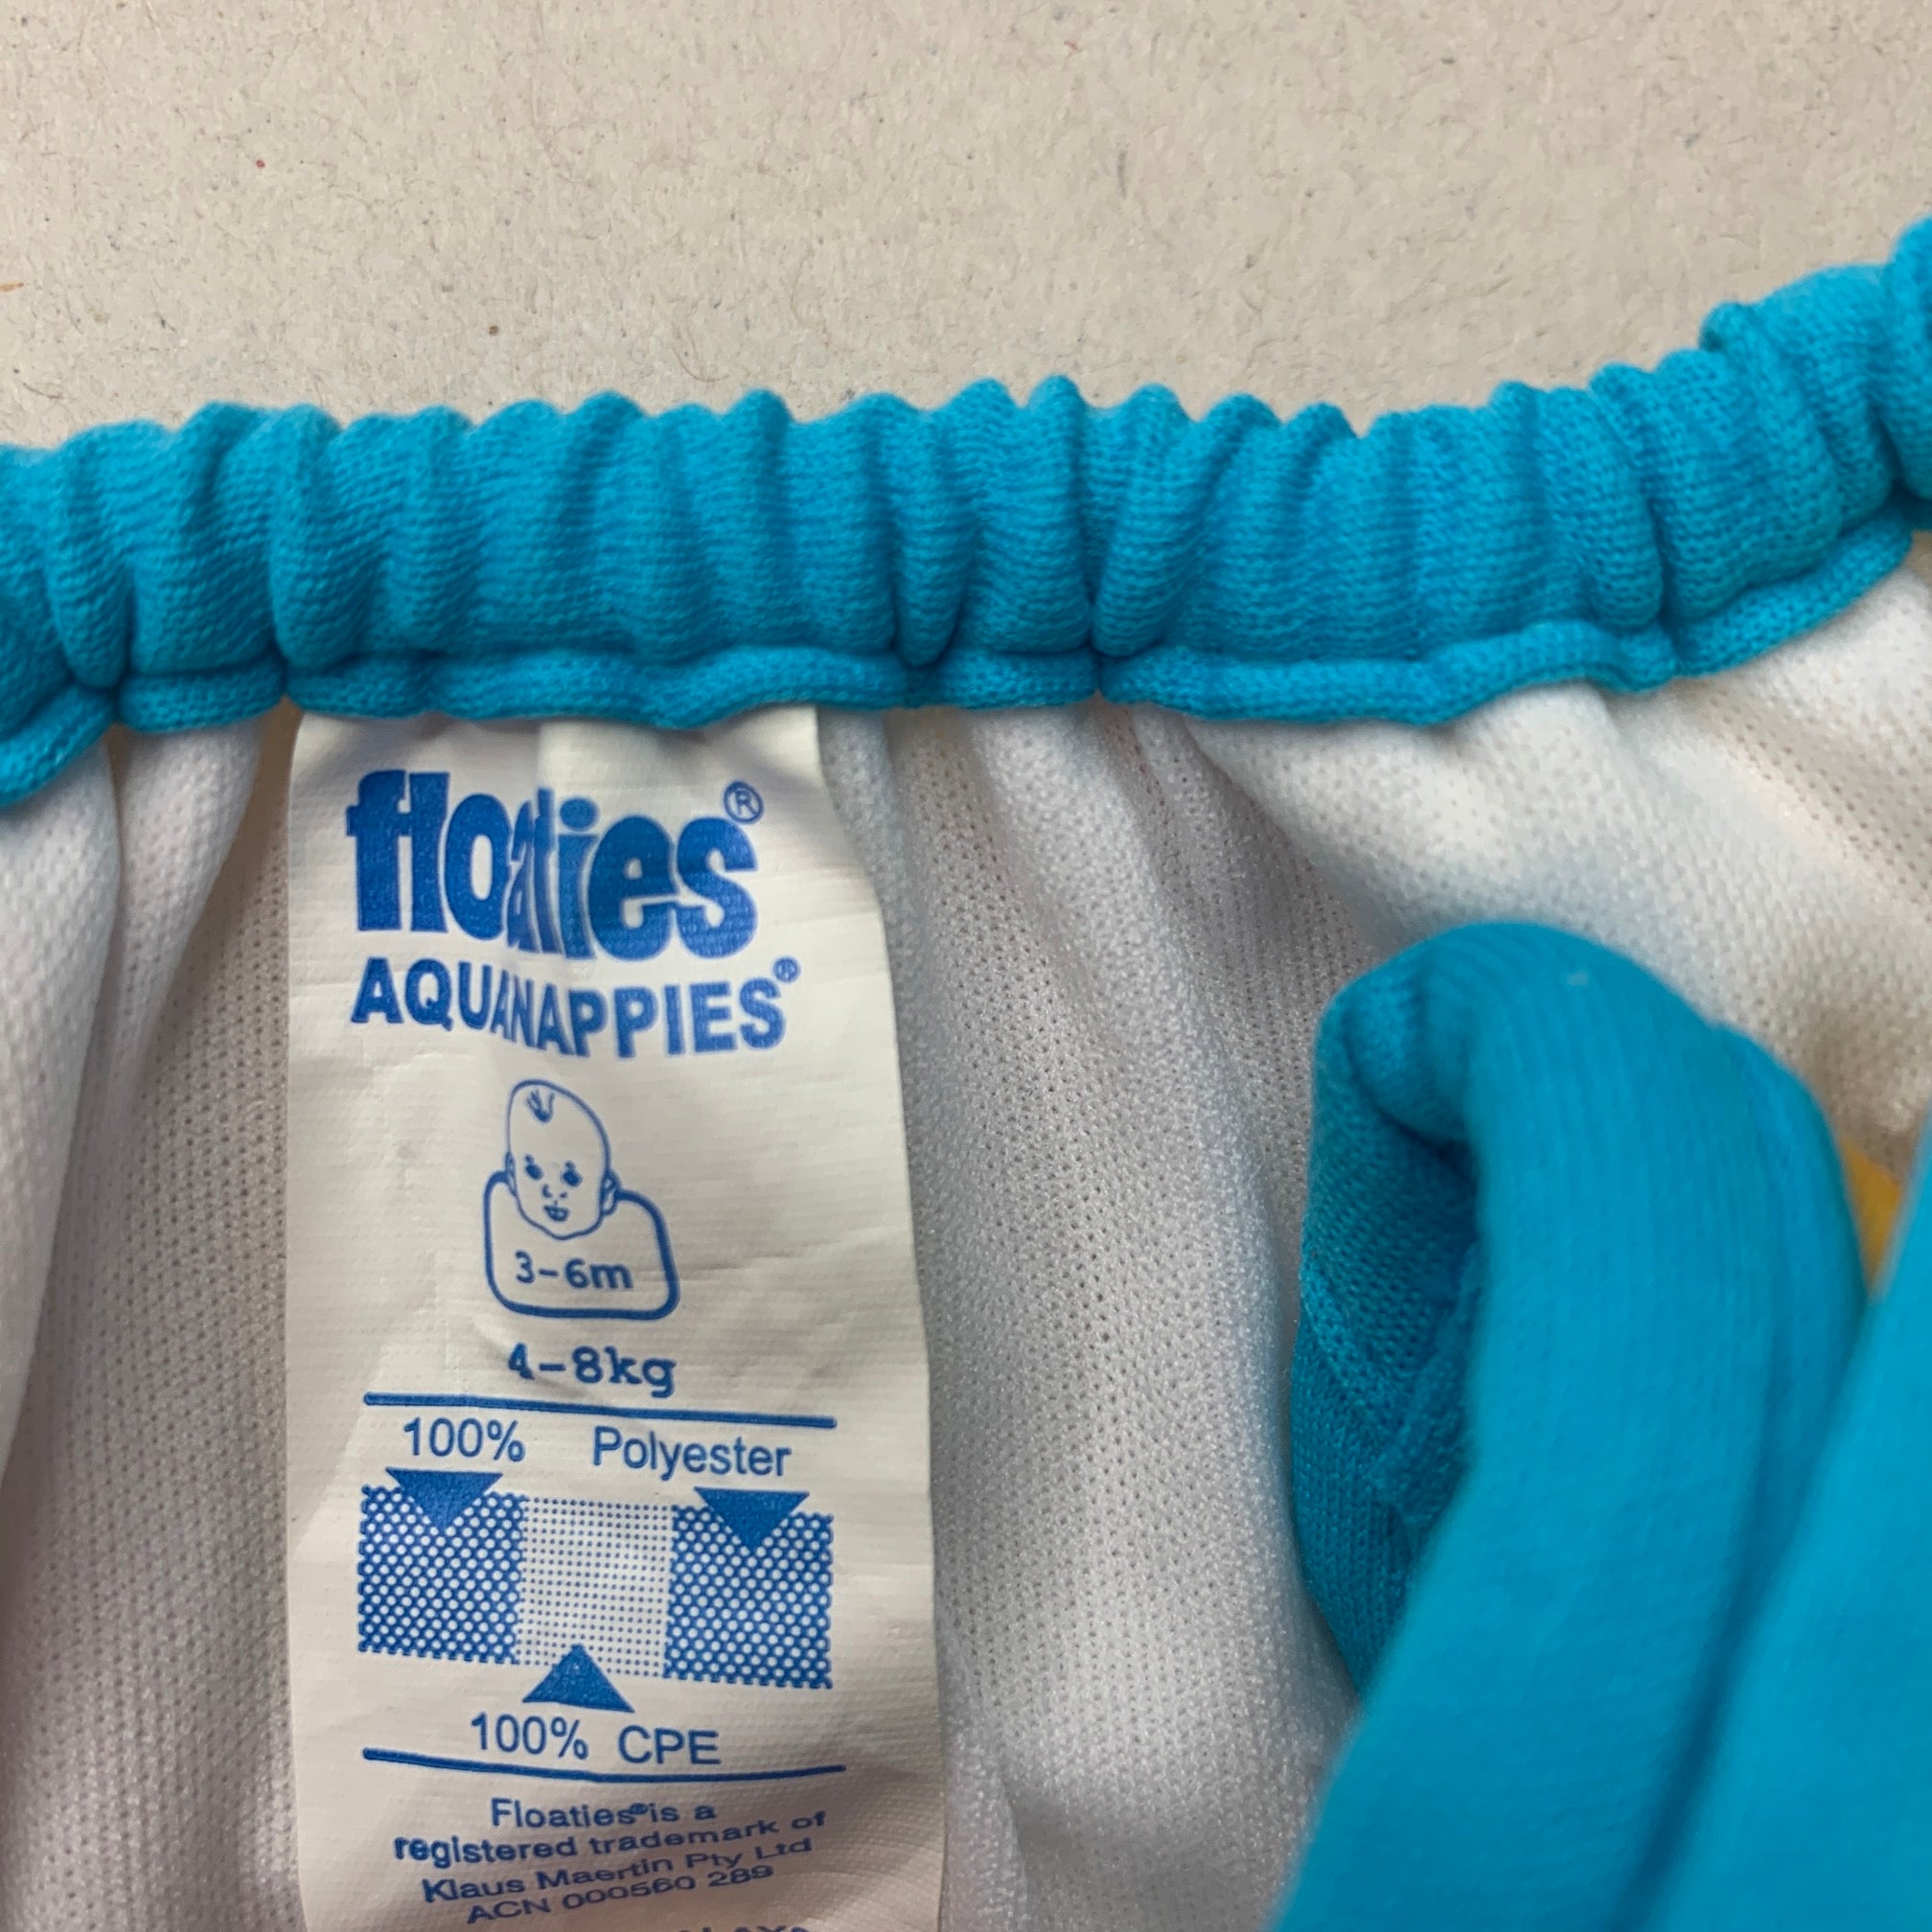 floaties®
AQUANAPPIES®
3-6m
4-8kg
100% Polyester
100% CPE
Floaties® is a
registered trademark of
Klaus Maertin Pty Ltd
ACN 000560 289